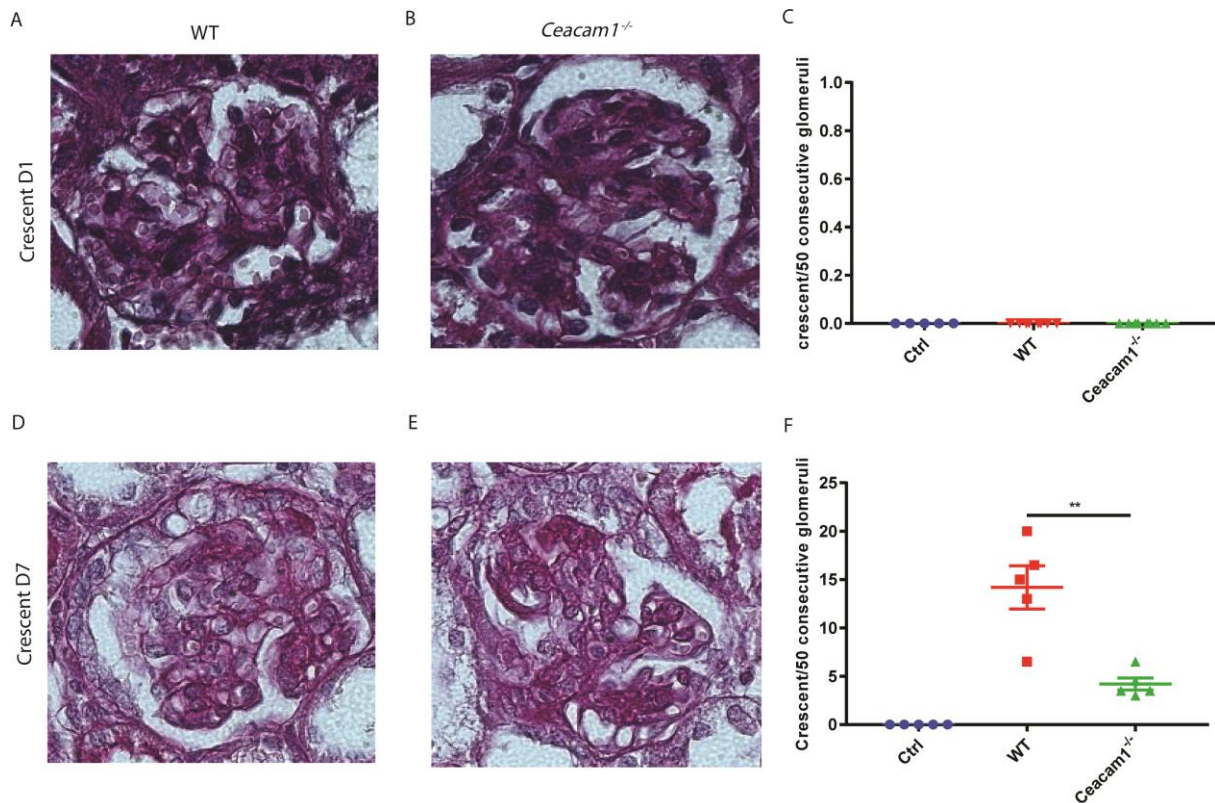 A
WT
B
Ceacam1-/-
C
Crescent D1
crescent/50 consecutive glomeruli
1.0
0.8
0.6
0.4
0.2
0.0
Ctrl
WT
Ceacam1-/-
D
E
F
Crescent D7
Crescent/50 consecutive glomeruli
25
20
15
10
5
0
**
Ctrl
WT
Ceacam1-/-